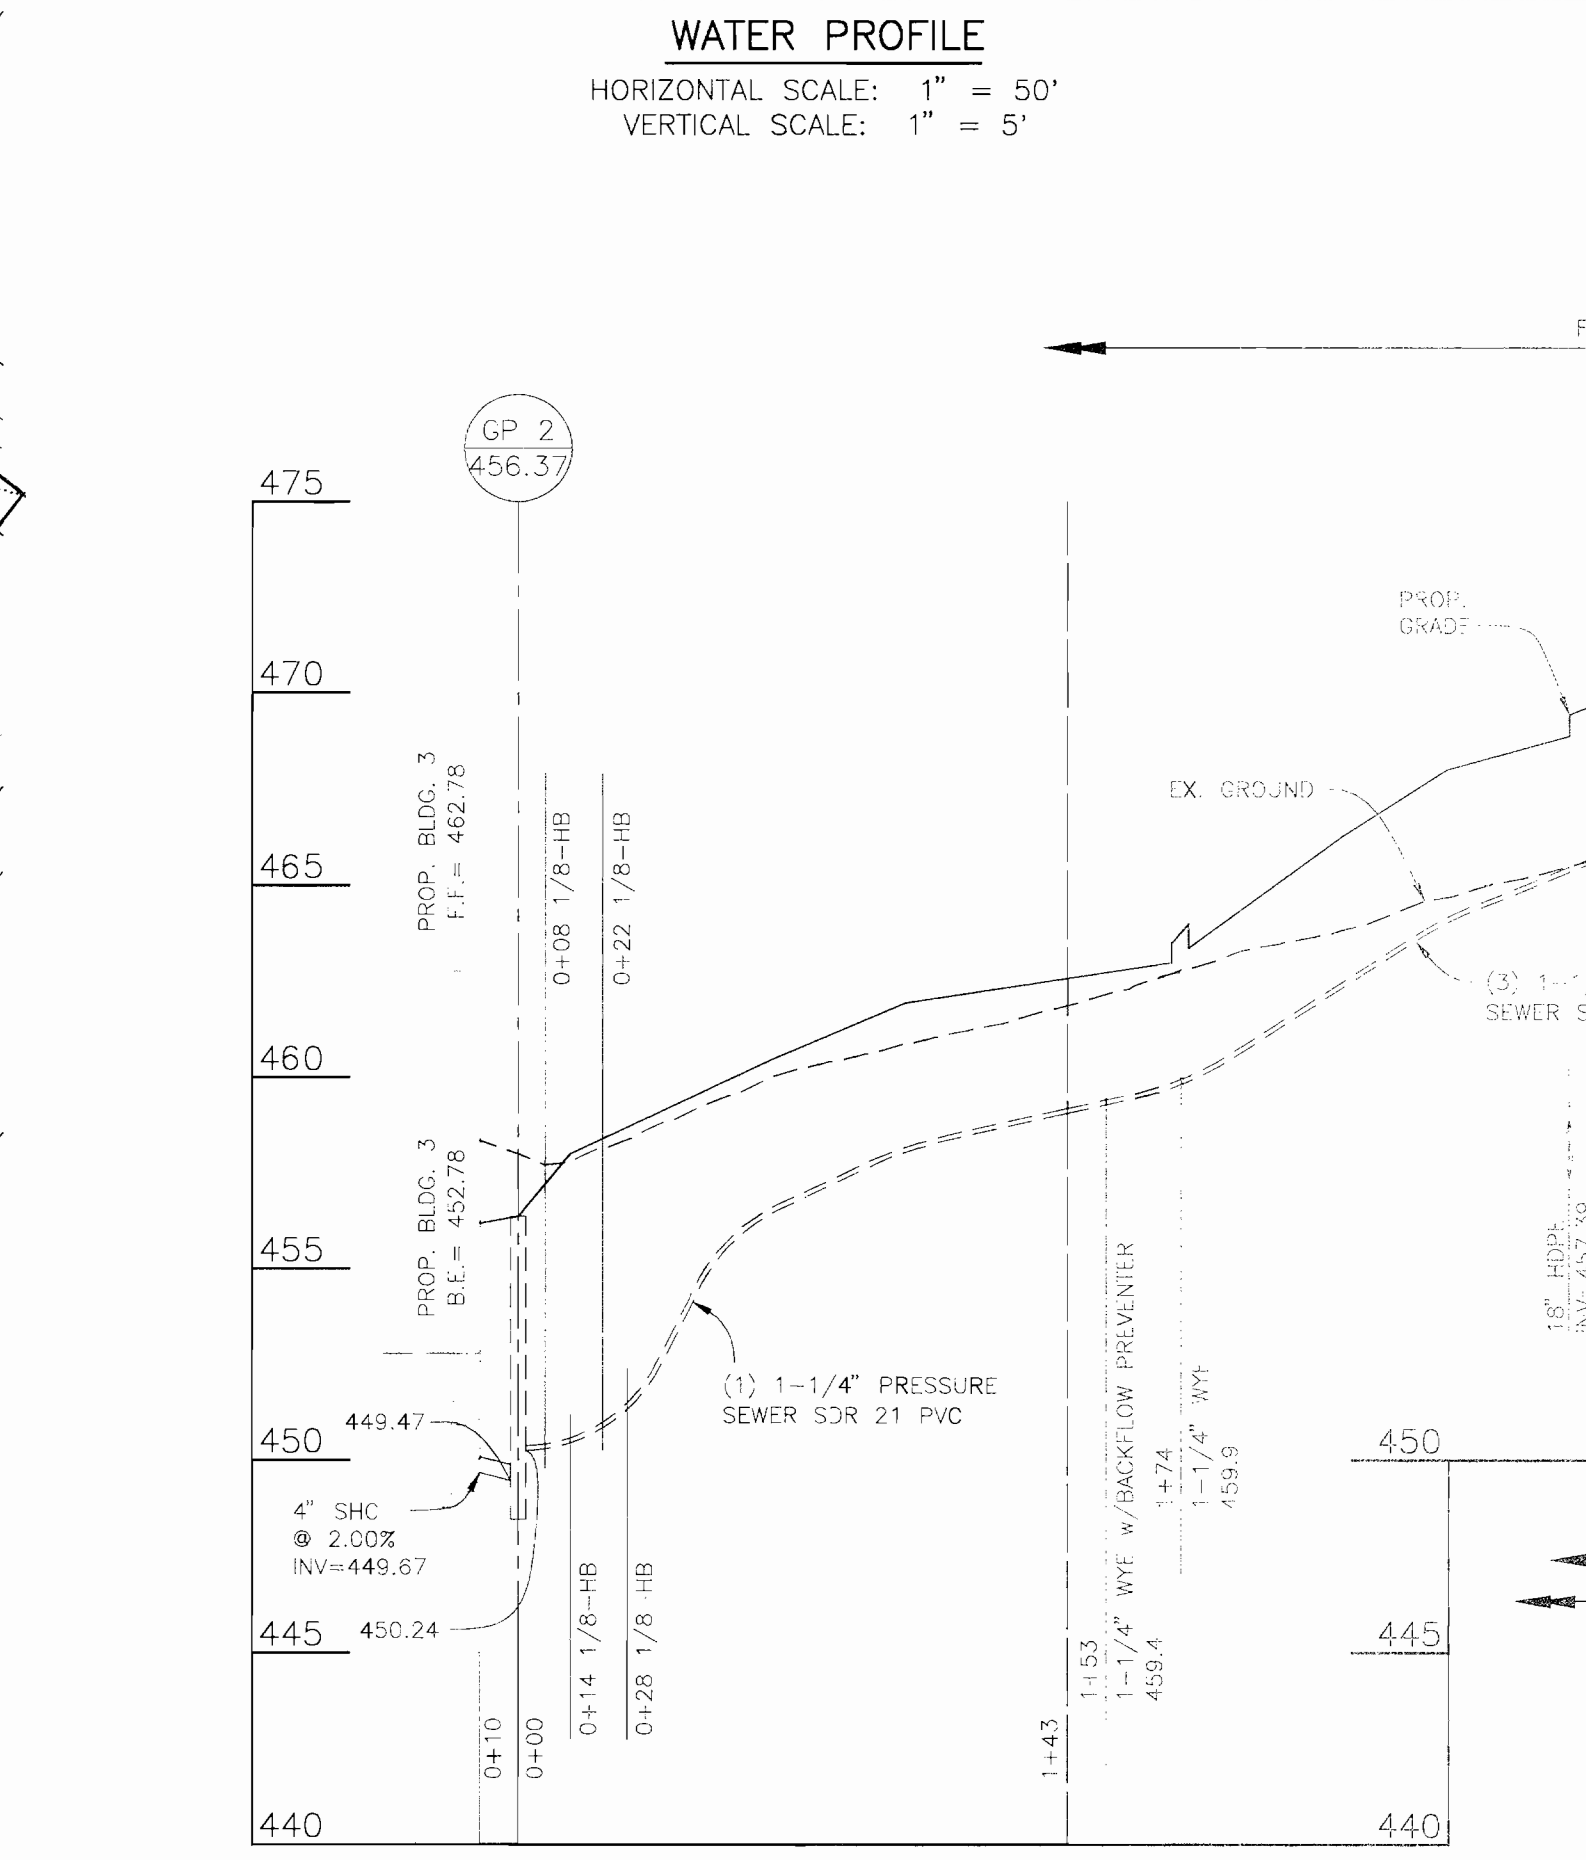 WATER PROFILE
HORIZONTAL SCALE: 1" = 50'
VERTICAL SCALE: 1" = 5'
F
GP 2
456.37
475
470
465
460
455
450
445
440
PROP. BLDG. 3
F.F.= 462.78
PROP. BLDG. 3
B.E.= 452.78
0+08 1/8-HB
0+22 1/8-HB
PROP.
GRADE
EX. GROUND
(3) 1-1
SEWER S
18" HDPE
(1) 1-1/4" PRESSURE
SEWER SDR 21 PVC
449.47
4" SHC
@ 2.00%
INV=449.67
450.24
0+10
0+00
0+14 1/8-HB
0+28 1/8-HB
1+43
1+53
1-1/4" WYE W/BACKFLOW PREVENTER
459.4
1+74
1-1/4" WYE
459.9
450
445
440